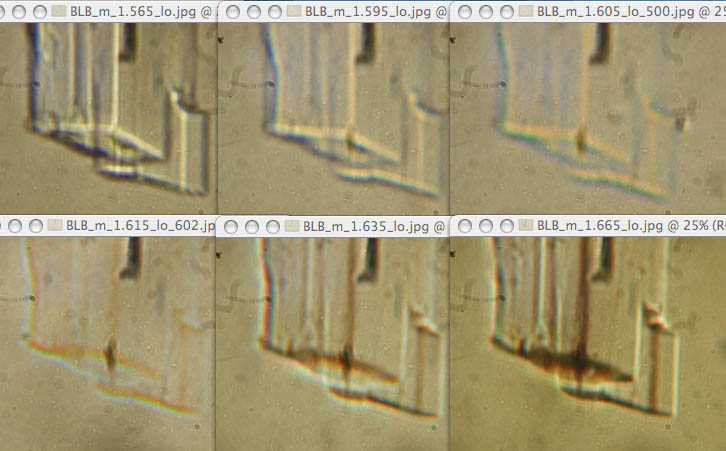 BLB_m_1.565_lo.jpg @
BLB_m_1.595_lo.jpg @
BLB_m_1.605_lo_500.jpg @ 25
BLB_m_1.615_lo_602.jp
BLB_m_1.635_lo.jpg @
BLB_m_1.665_lo.jpg @ 25% (R